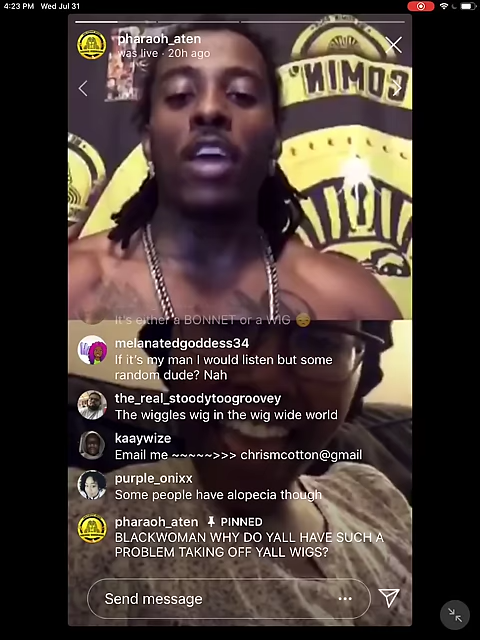 4:23 PM Wed Jul 31
pharaoh_aten
was live · 20h ago
COMIN'
It's either a BONNET or a WIG 😔
melanatedgoddess34
If it's my man I would listen but some
random dude? Nah
the_real_stoodytoogroovey
The wiggles wig in the wig wide world
kaaywize
Email me ~~~~~>>> chrismcotton@gmail
purple_onixx
Some people have alopecia though
pharaoh_aten PINNED
BLACKWOMAN WHY DO YALL HAVE SUCH A
PROBLEM TAKING OFF YALL WIGS?
Send message